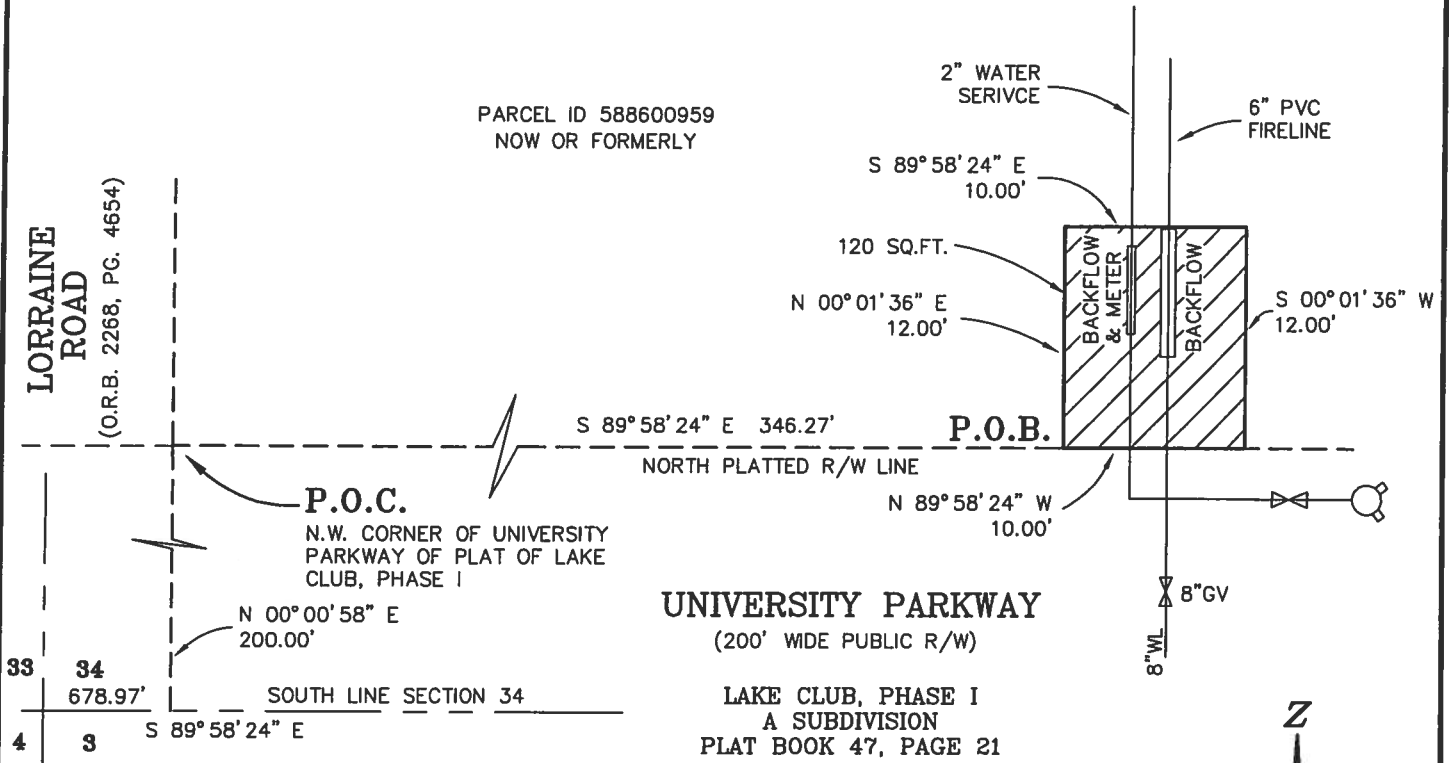 2" WATER
SERIVCE
6" PVC
FIRELINE
PARCEL ID 588600959
NOW OR FORMERLY
S 89°58'24" E
10.00'
120 SQ.FT.
N 00°01'36" E
12.00'
BACKFLOW
& METER
BACKFLOW
S 00°01'36" W
12.00'
LORRAINE
ROAD
(O.R.B. 2268, PG. 4654)
S 89°58'24" E 346.27'
P.O.B.
NORTH PLATTED R/W LINE
P.O.C.
N.W. CORNER OF UNIVERSITY
PARKWAY OF PLAT OF LAKE
CLUB, PHASE I
N 89°58'24" W
10.00'
N 00°00'58" E
200.00'
UNIVERSITY PARKWAY
(200' WIDE PUBLIC R/W)
8"GV
8"WL
33 34
678.97' SOUTH LINE SECTION 34
S 89°58'24" E
4 3
LAKE CLUB, PHASE I
A SUBDIVISION
PLAT BOOK 47, PAGE 21
Z